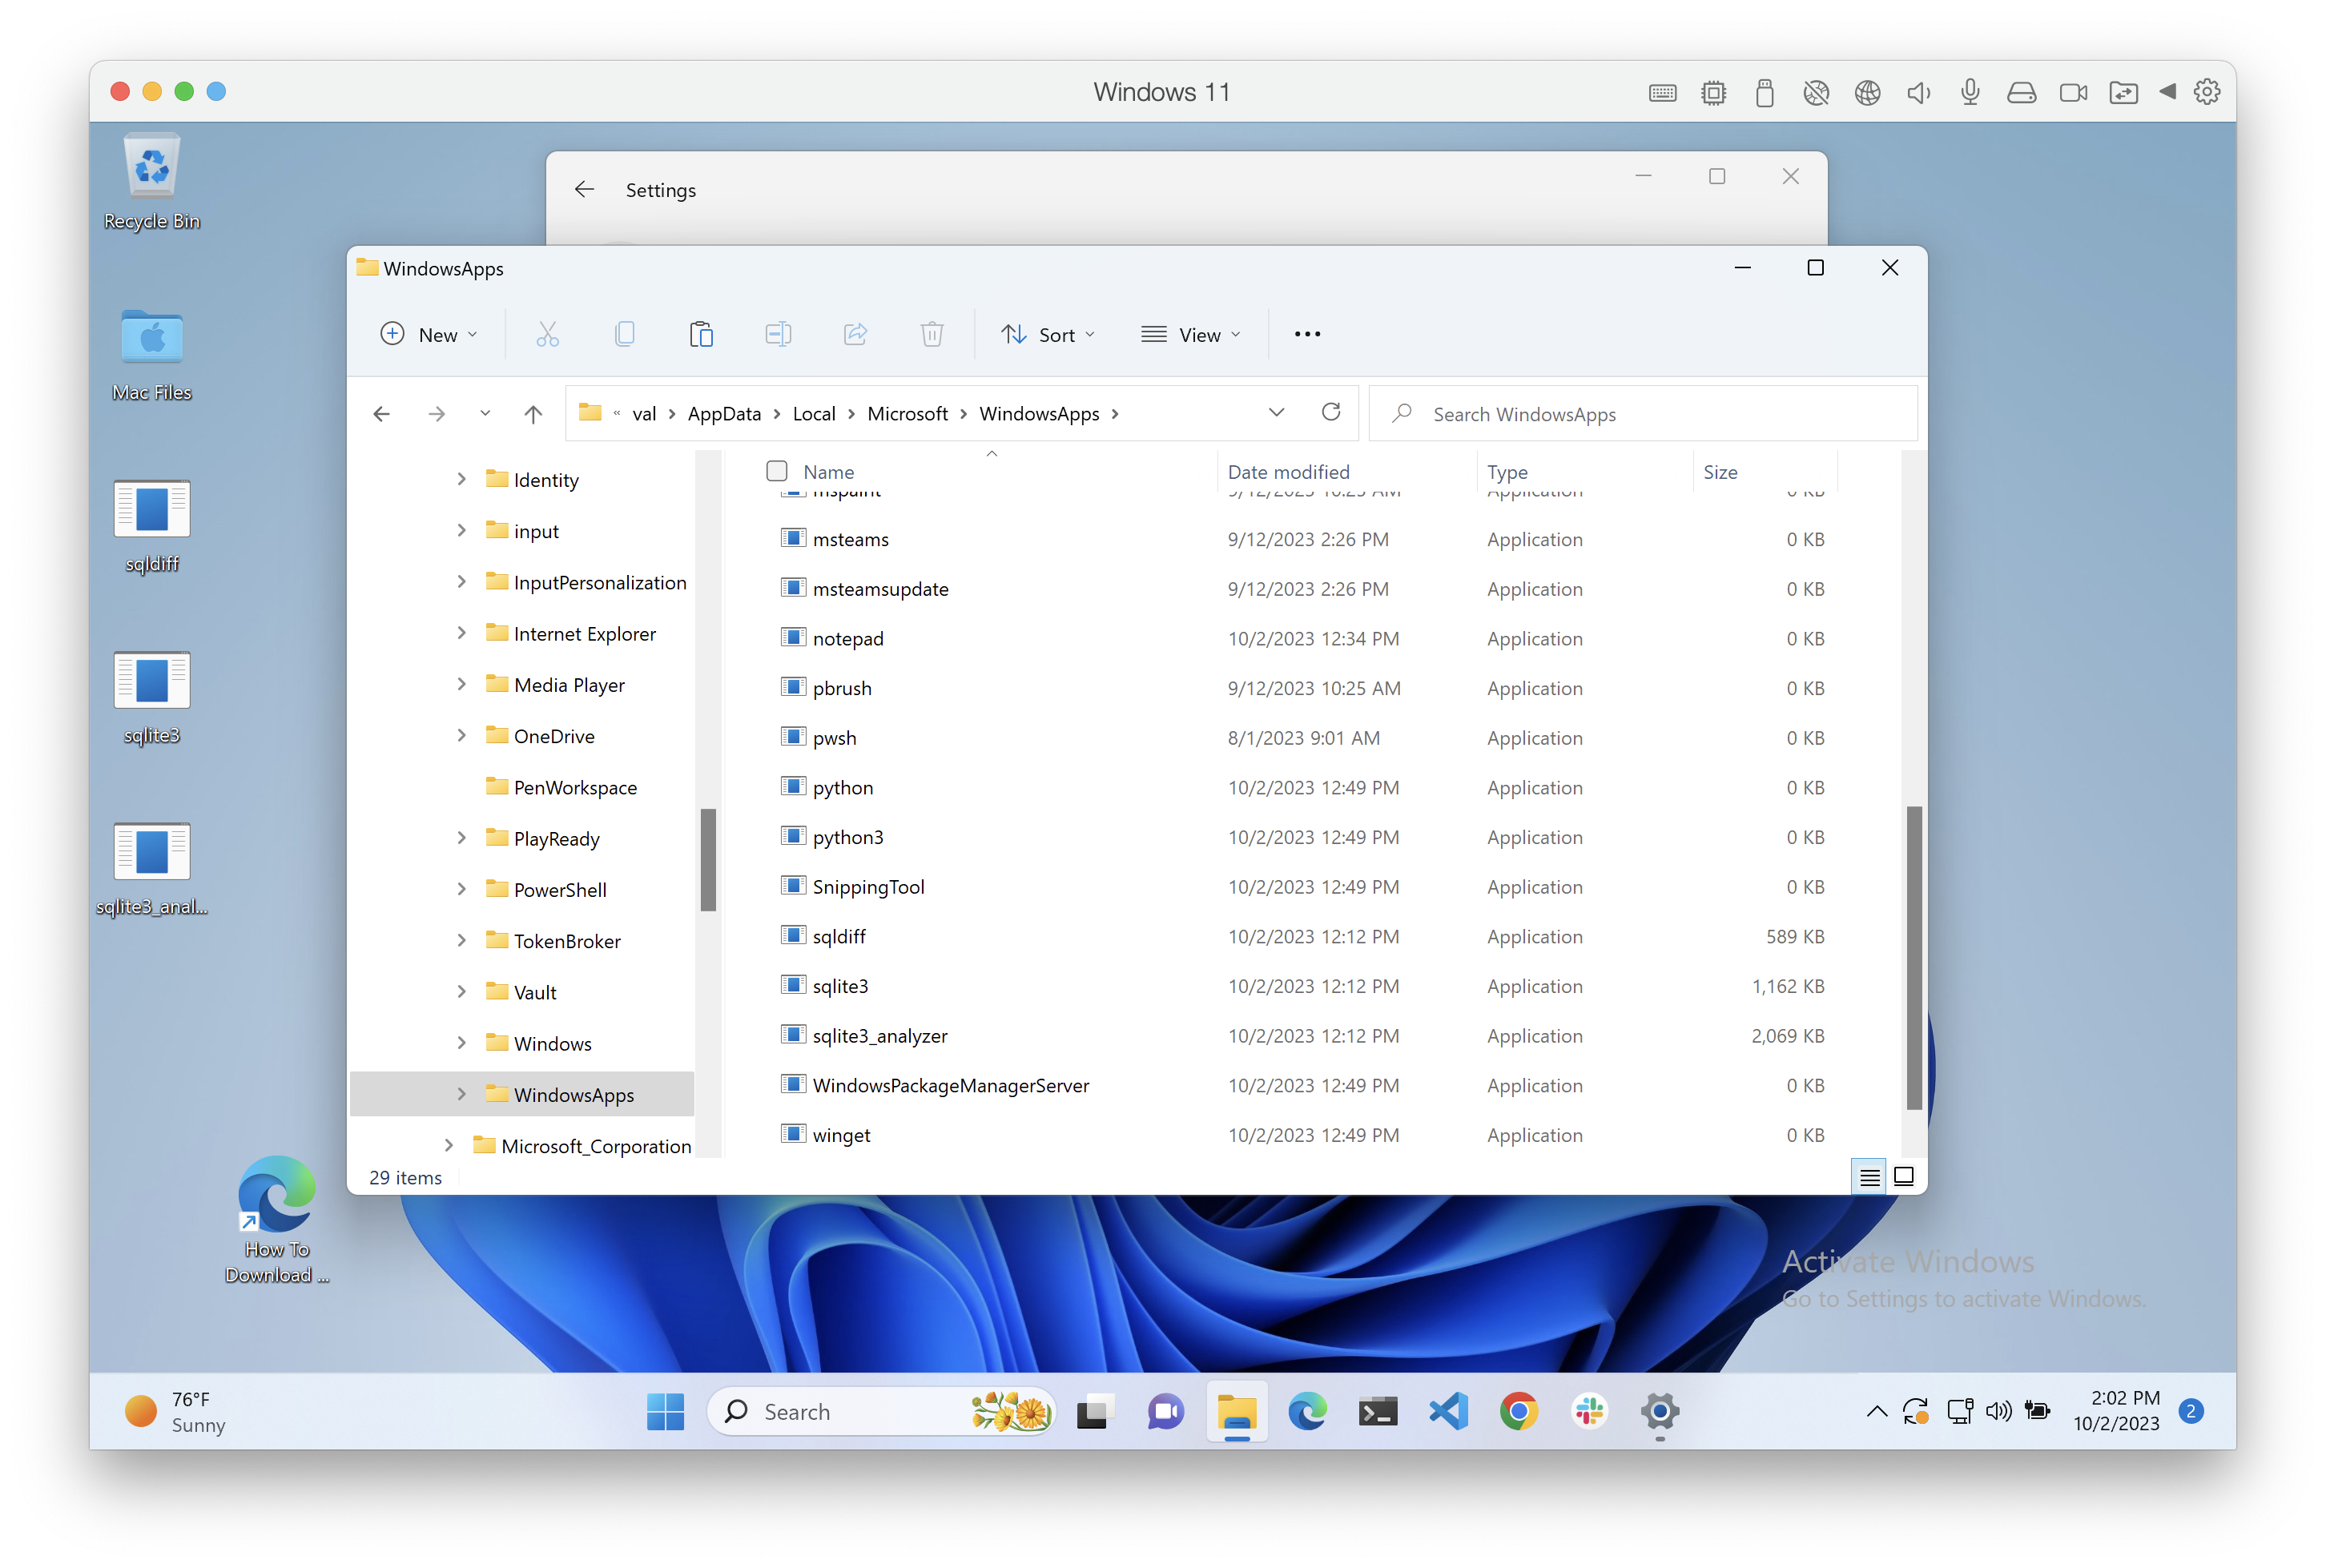 Windows 11
Recycle Bin
Mac Files
sqldiff
sqlite3
sqlite3_anal...
How To
Download ...
Settings
WindowsApps
New
Sort
View
« val > AppData > Local > Microsoft > WindowsApps >
Search WindowsApps
Identity
input
InputPersonalization
Internet Explorer
Media Player
OneDrive
PenWorkspace
PlayReady
PowerShell
TokenBroker
Vault
Windows
WindowsApps
Microsoft_Corporation
Name Date modified Type Size
mspaint 9/12/2023 10:25 AM Application 0 KB
msteams 9/12/2023 2:26 PM Application 0 KB
msteamsupdate 9/12/2023 2:26 PM Application 0 KB
notepad 10/2/2023 12:34 PM Application 0 KB
pbrush 9/12/2023 10:25 AM Application 0 KB
pwsh 8/1/2023 9:01 AM Application 0 KB
python 10/2/2023 12:49 PM Application 0 KB
python3 10/2/2023 12:49 PM Application 0 KB
SnippingTool 10/2/2023 12:49 PM Application 0 KB
sqldiff 10/2/2023 12:12 PM Application 589 KB
sqlite3 10/2/2023 12:12 PM Application 1,162 KB
sqlite3_analyzer 10/2/2023 12:12 PM Application 2,069 KB
WindowsPackageManagerServer 10/2/2023 12:49 PM Application 0 KB
winget 10/2/2023 12:49 PM Application 0 KB
29 items
Activate Windows
Go to Settings to activate Windows.
76°F
Sunny
Search
2:02 PM
10/2/2023
2